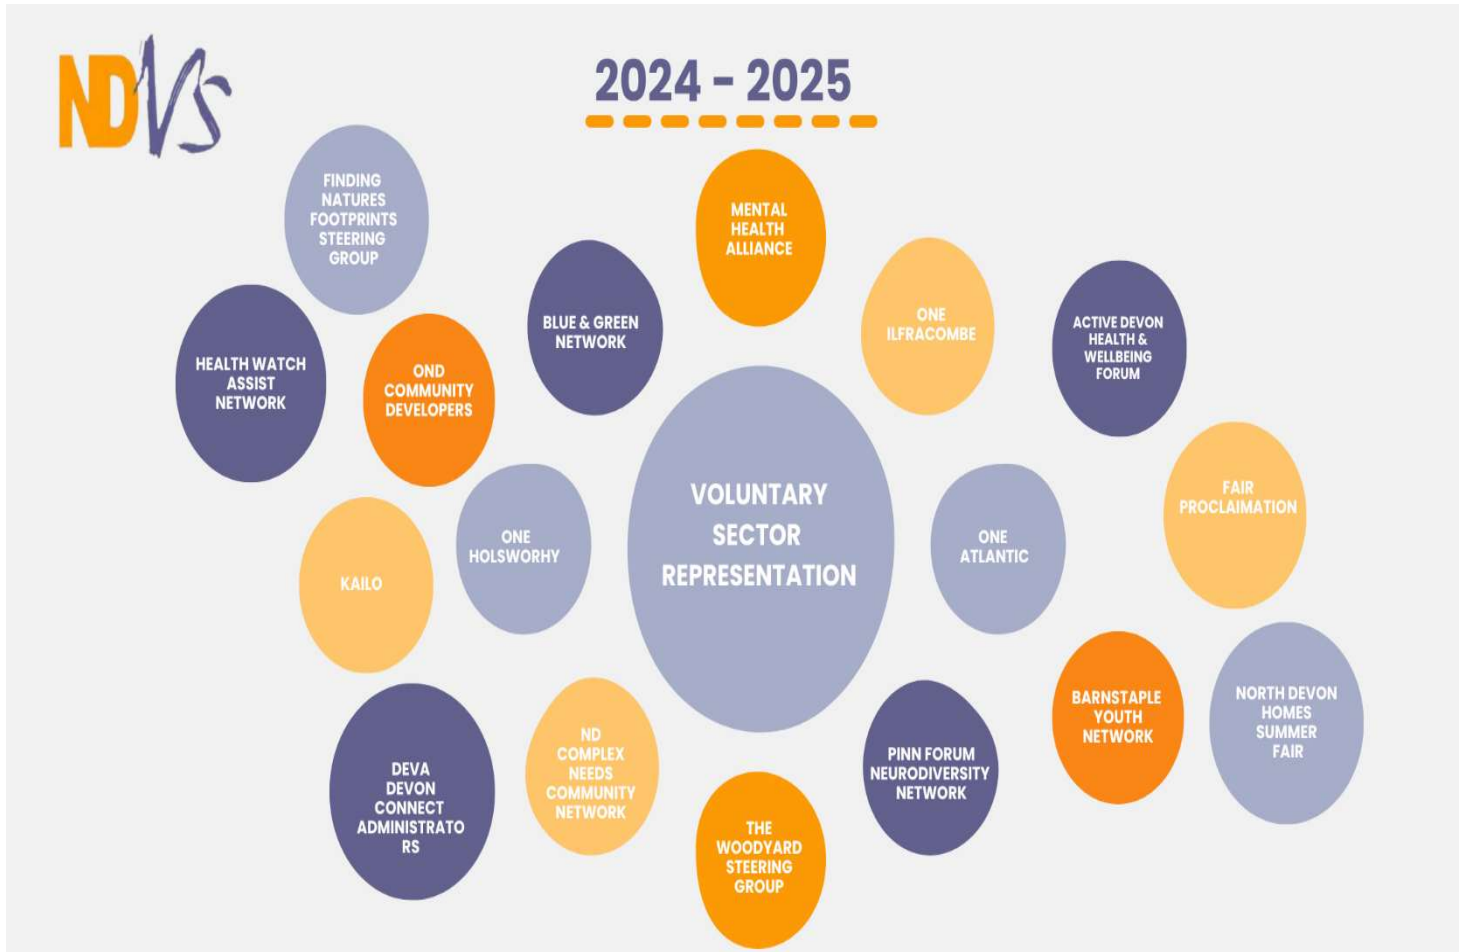 NDVS
2024 - 2025
FINDING
NATURES
FOOTPRINTS
STEERING
GROUP
MENTAL
HEALTH
ALLIANCE
BLUE & GREEN
NETWORK
ONE
ILFRACOMBE
ACTIVE DEVON
HEALTH &
WELLBEING
FORUM
HEALTH WATCH
ASSIST
NETWORK
OND
COMMUNITY
DEVELOPERS
FAIR
PROCLAIMATION
VOLUNTARY
SECTOR
REPRESENTATION
ONE
HOLSWORHY
ONE
ATLANTIC
KAILO
BARNSTAPLE
YOUTH
NETWORK
NORTH DEVON
HOMES
SUMMER
FAIR
DEVA
DEVON
CONNECT
ADMINISTRATO
RS
ND
COMPLEX
NEEDS
COMMUNITY
NETWORK
PINN FORUM
NEURODIVERSITY
NETWORK
THE
WOODYARD
STEERING
GROUP